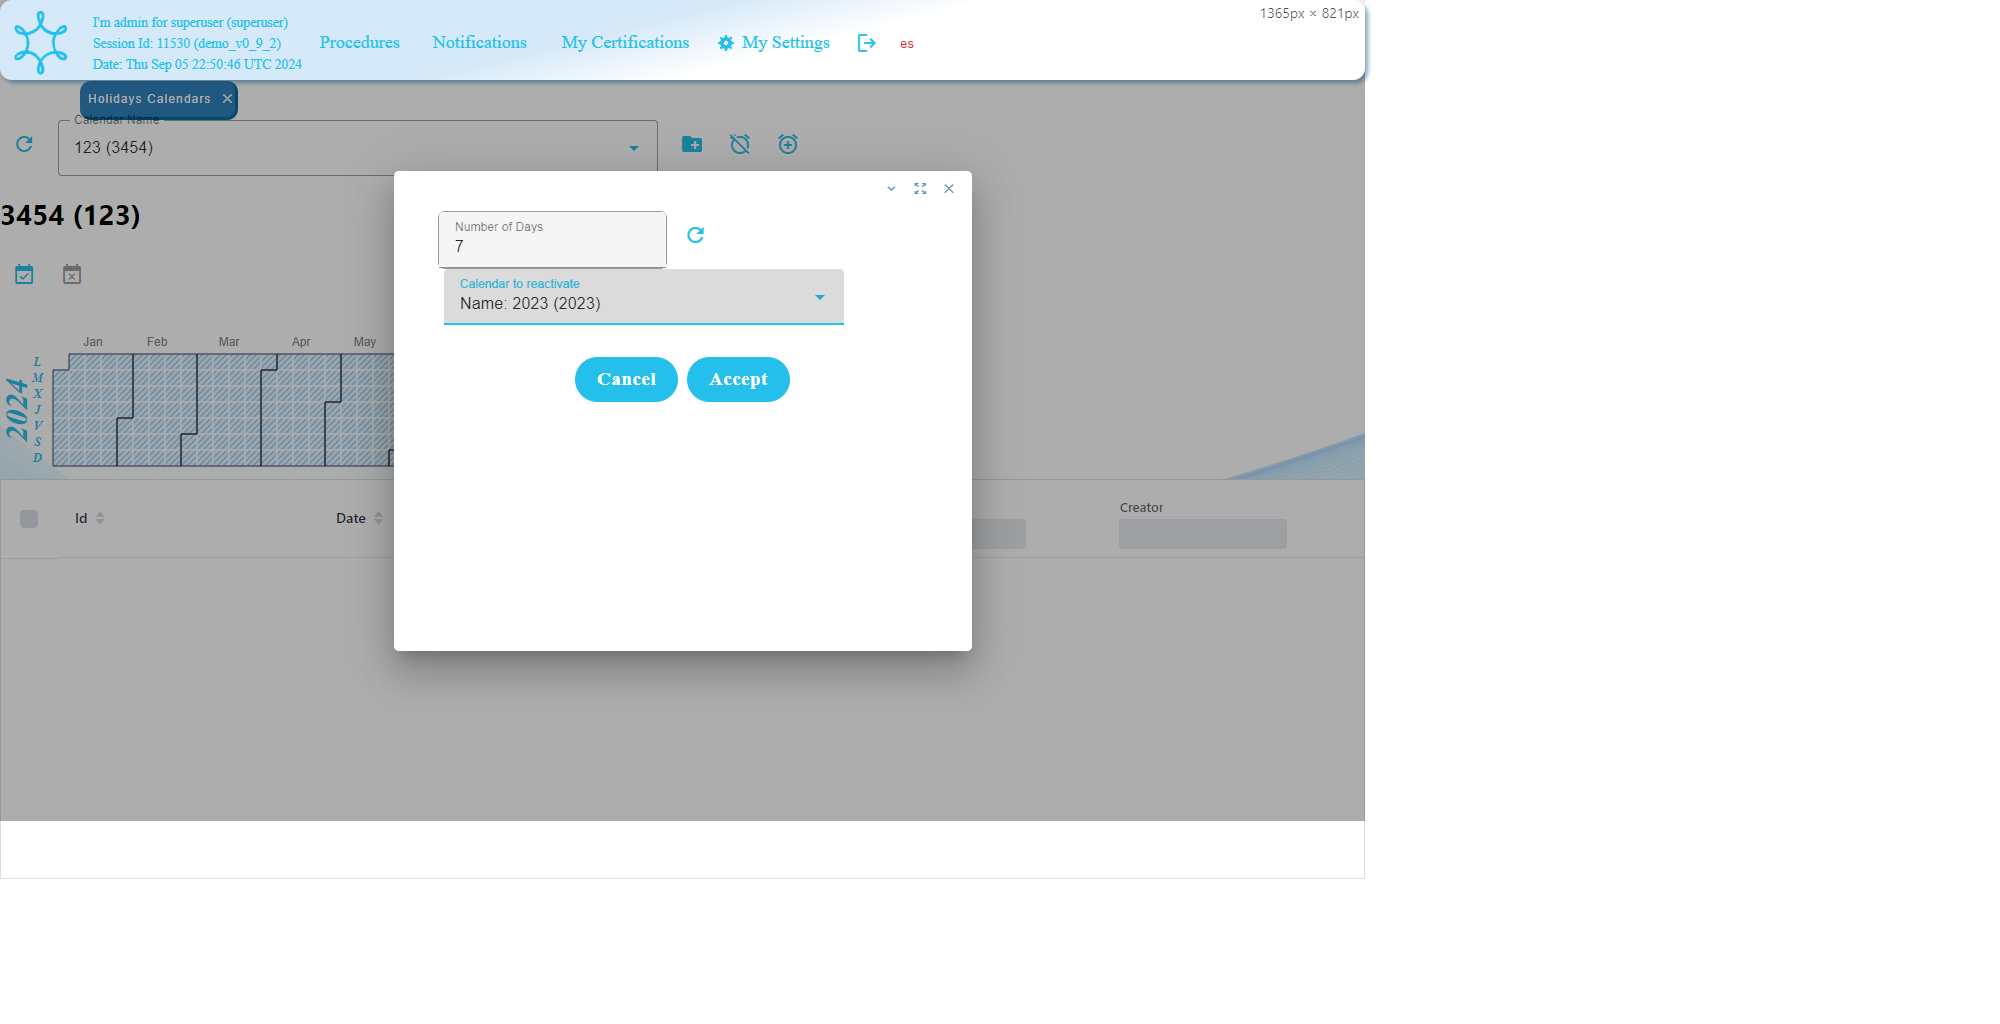 1365px × 821px
I'm admin for superuser (superuser)
Session Id: 11530 (demo_v0_9_2)
Date: Thu Sep 05 22:50:46 UTC 2024
Procedures
Notifications
My Certifications
My Settings
es
Holidays Calendars
Calendar Name
123 (3454)
3454 (123)
Number of Days
7
Calendar to reactivate
Name: 2023 (2023)
Cancel
Accept
Jan Feb Mar Apr May
2024
L
M
X
J
V
S
D
Id
Date
Creator